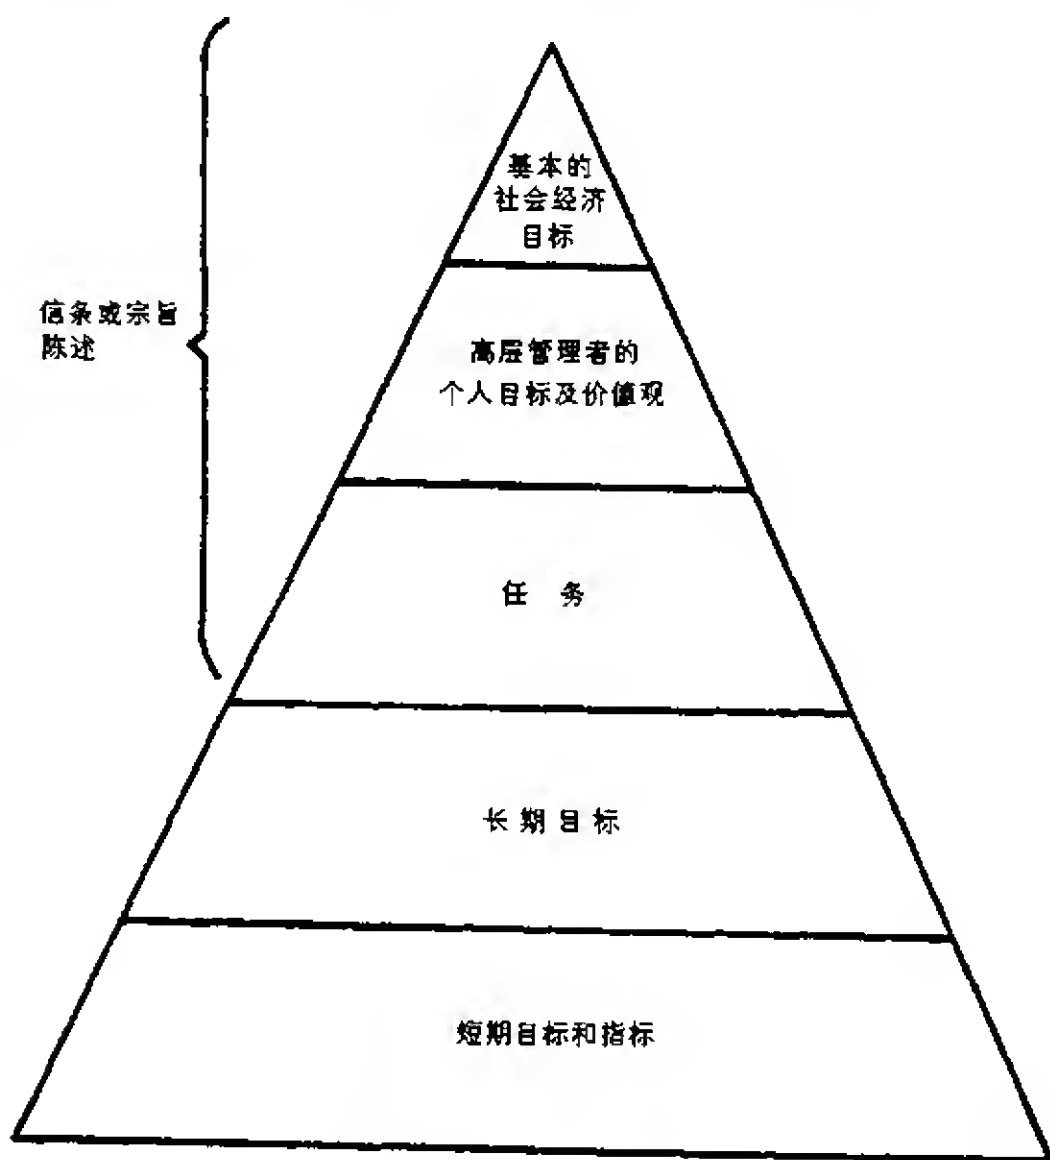 基本的
社会经济
目标
信条或宗旨
陈述
高层管理者的
个人目标及价值观
任 务
长期目标
短期目标和指标